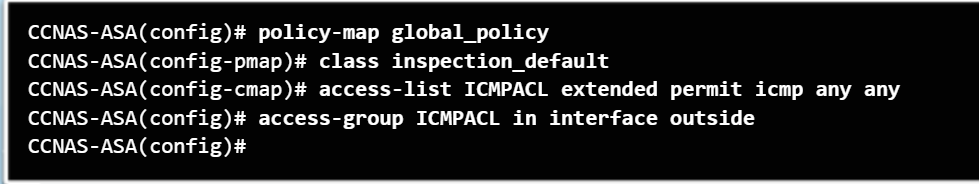 CCNAS-ASA(config)# policy-map global_policy
CCNAS-ASA(config-pmap)# class inspection_default
CCNAS-ASA(config-cmap)# access-list ICMPACL extended permit icmp any any
CCNAS-ASA(config)# access-group ICMPACL in interface outside
CCNAS-ASA(config)#